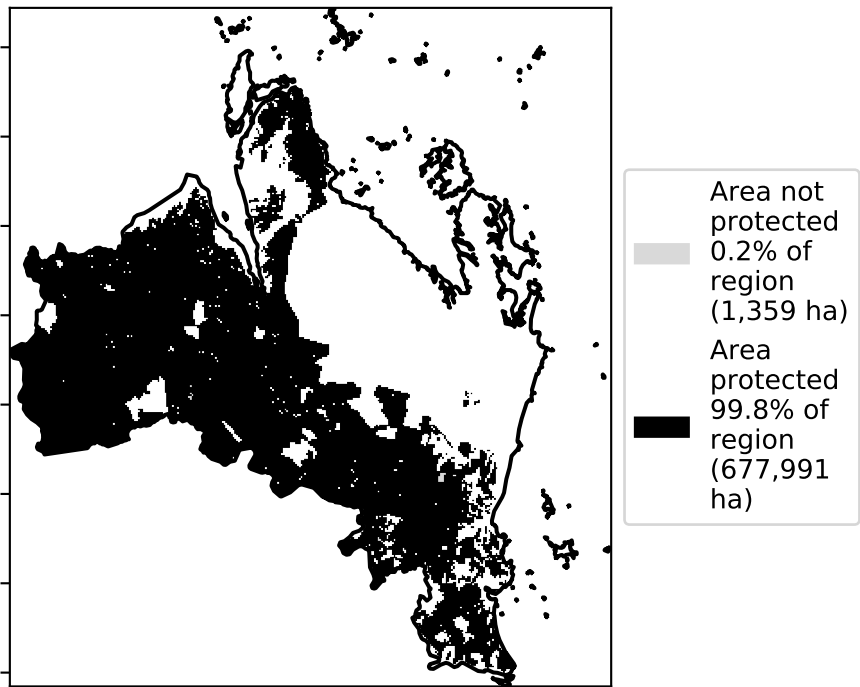 Area not
protected
0.2% of
region
(1,359 ha)
Area
protected
99.8% of
region
(677,991
ha)